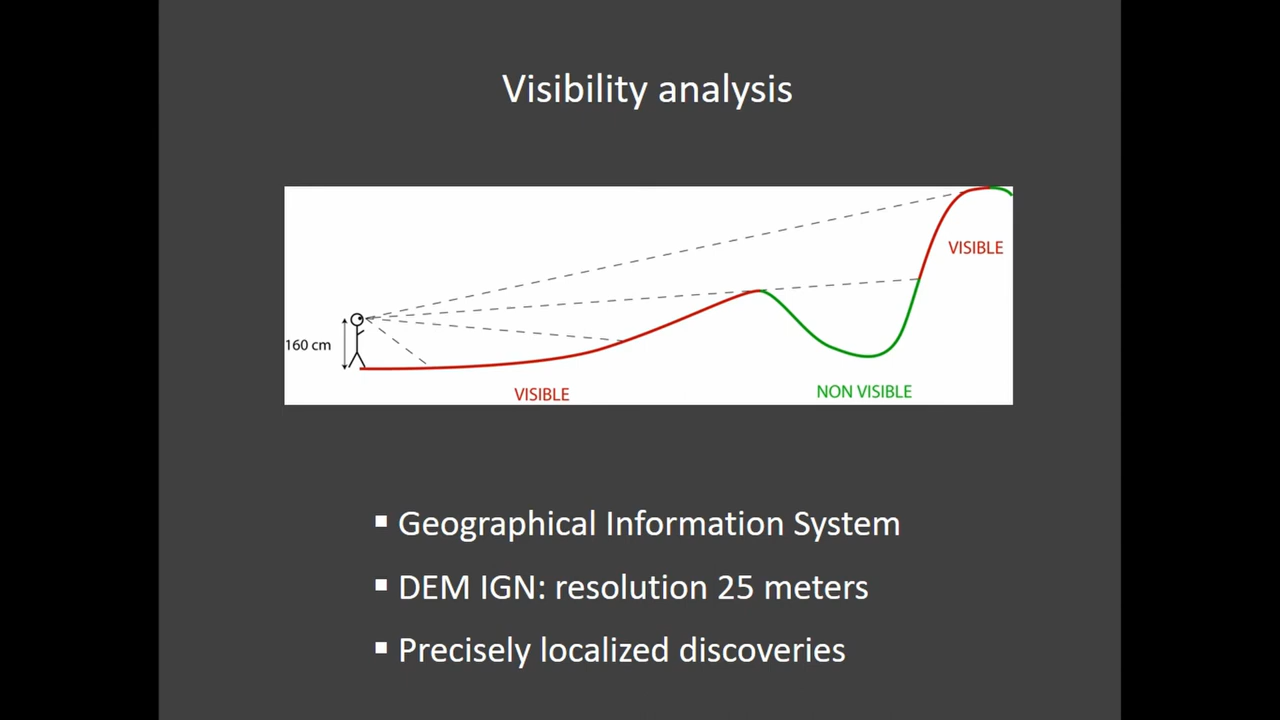 Visibility analysis
VISIBLE
160 cm
VISIBLE
NON VISIBLE
▪ Geographical Information System
▪ DEM IGN: resolution 25 meters
▪ Precisely localized discoveries